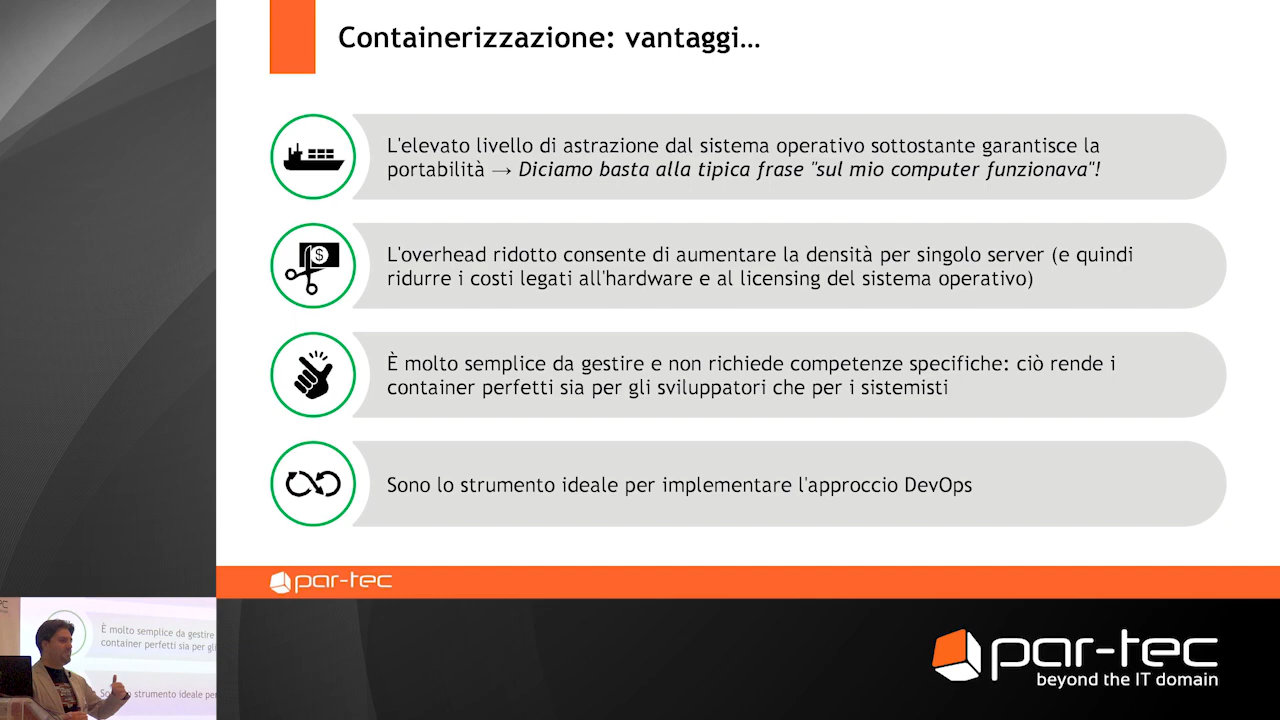 Containerizzazione: vantaggi...
L'elevato livello di astrazione dal sistema operativo sottostante garantisce la
portabilità → Diciamo basta alla tipica frase "sul mio computer funzionava"!
$
L'overhead ridotto consente di aumentare la densità per singolo server (e quindi
ridurre i costi legati all'hardware e al licensing del sistema operativo)
È molto semplice da gestire e non richiede competenze specifiche: ciò rende i
container perfetti sia per gli sviluppatori che per i sistemisti
Sono lo strumento ideale per implementare l'approccio DevOps
par-tec
È molto semplice da gestire
container perfetti sia per gli
strumento ideale per
par-tec
beyond the IT domain